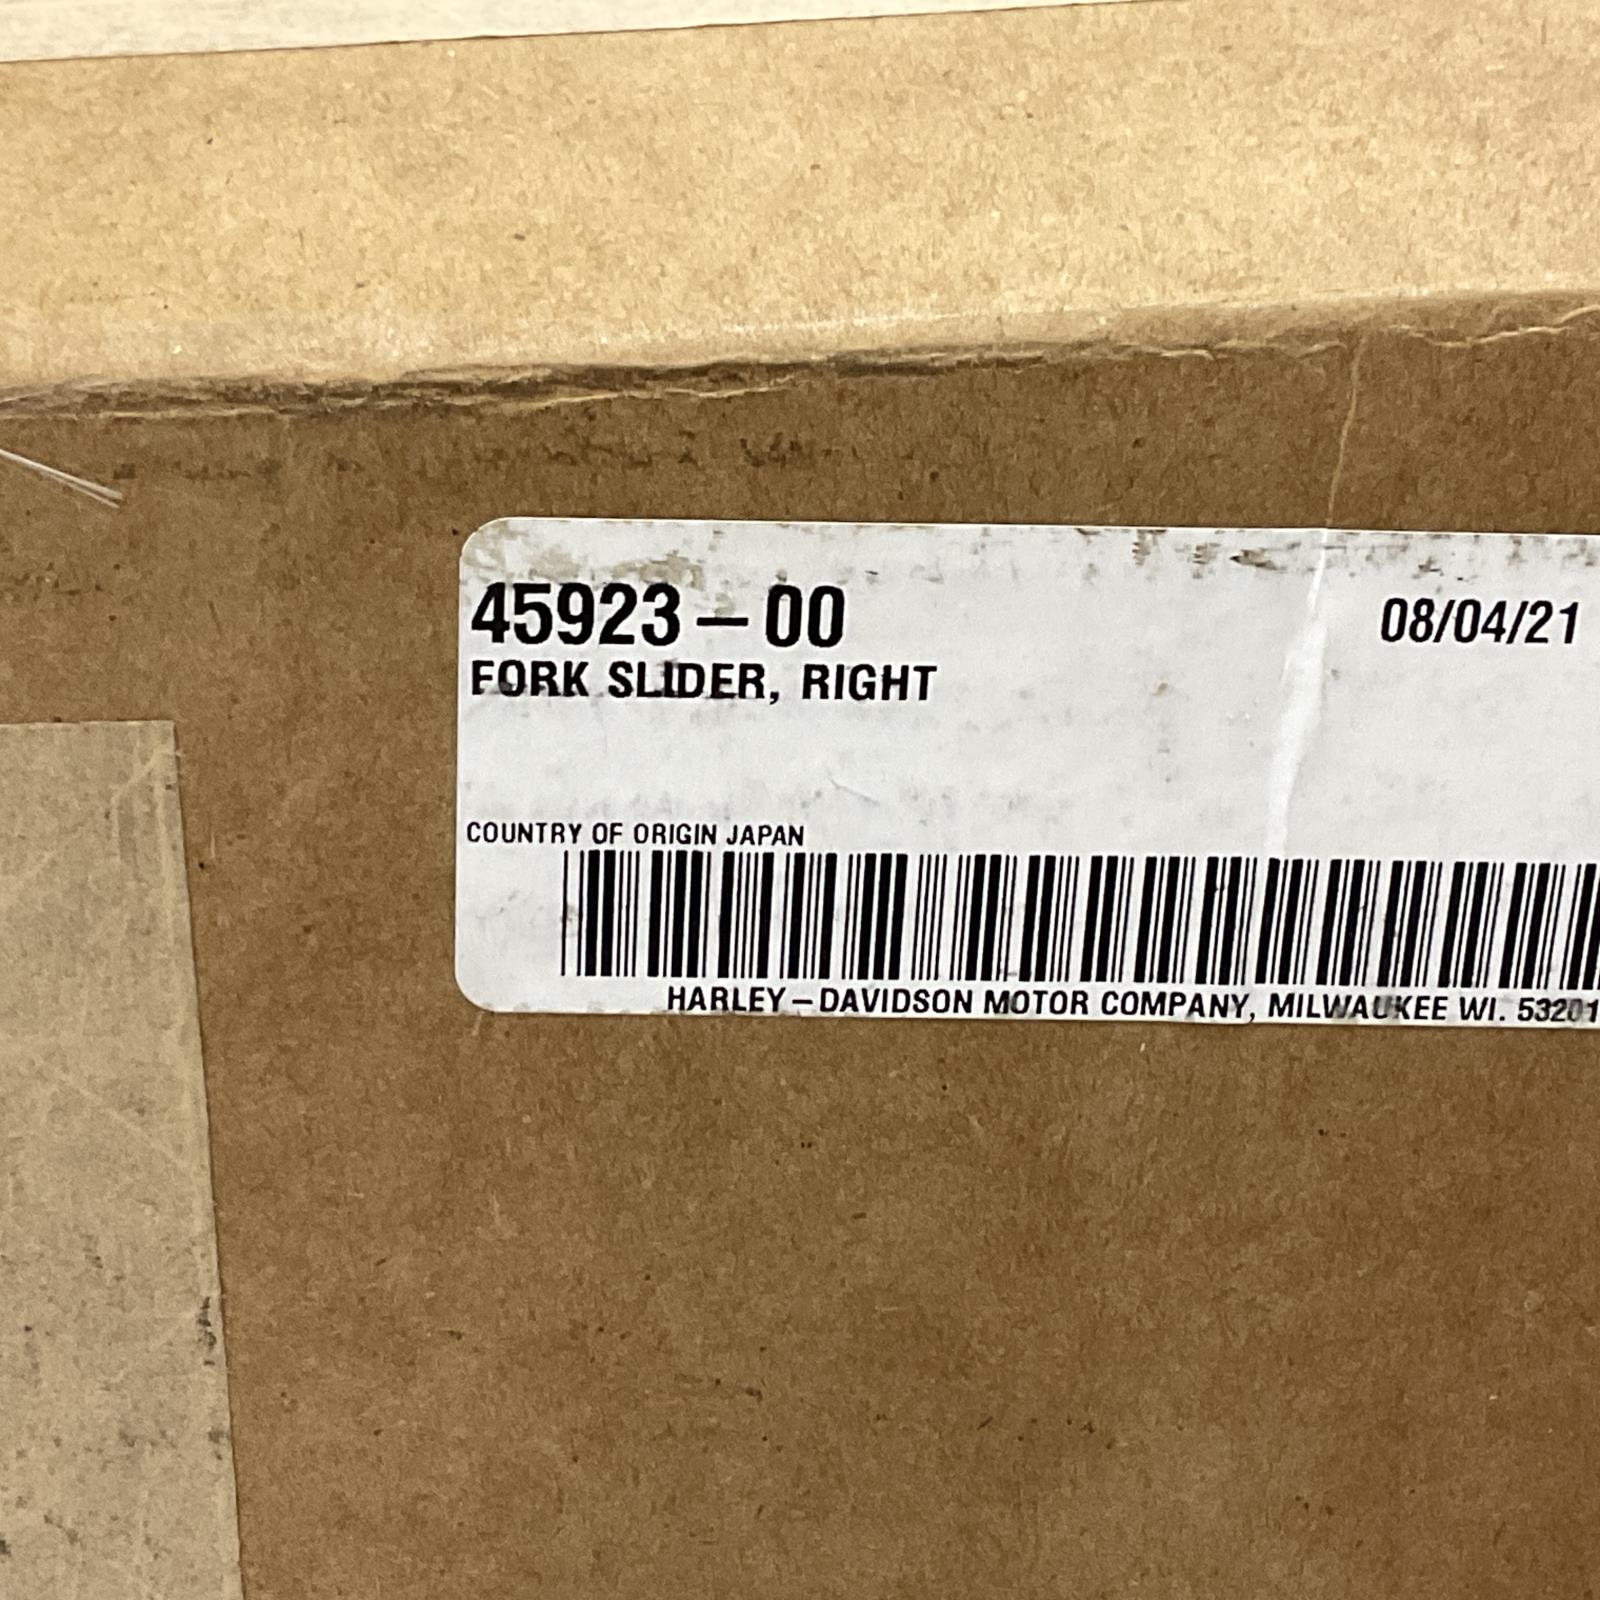 45923-00 08/04/21
FORK SLIDER, RIGHT
COUNTRY OF ORIGIN JAPAN
HARLEY-DAVIDSON MOTOR COMPANY, MILWAUKEE WI. 53201